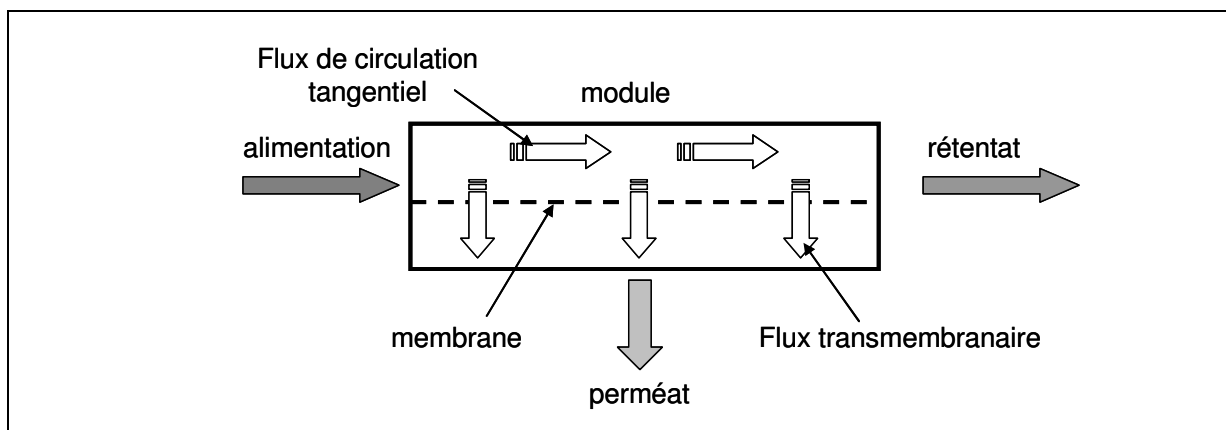 Flux de circulation
tangentiel
module
alimentation
rétentat
membrane
Flux transmembranaire
perméat